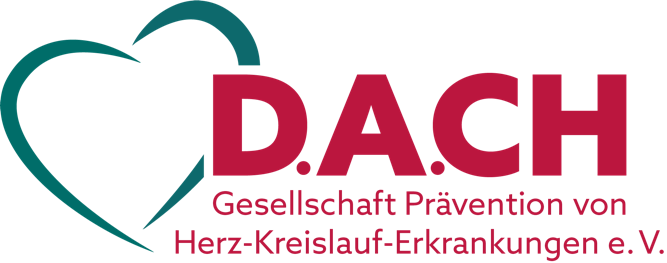 D.A.CH
Gesellschaft Prävention von
Herz-Kreislauf-Erkrankungen e. V.